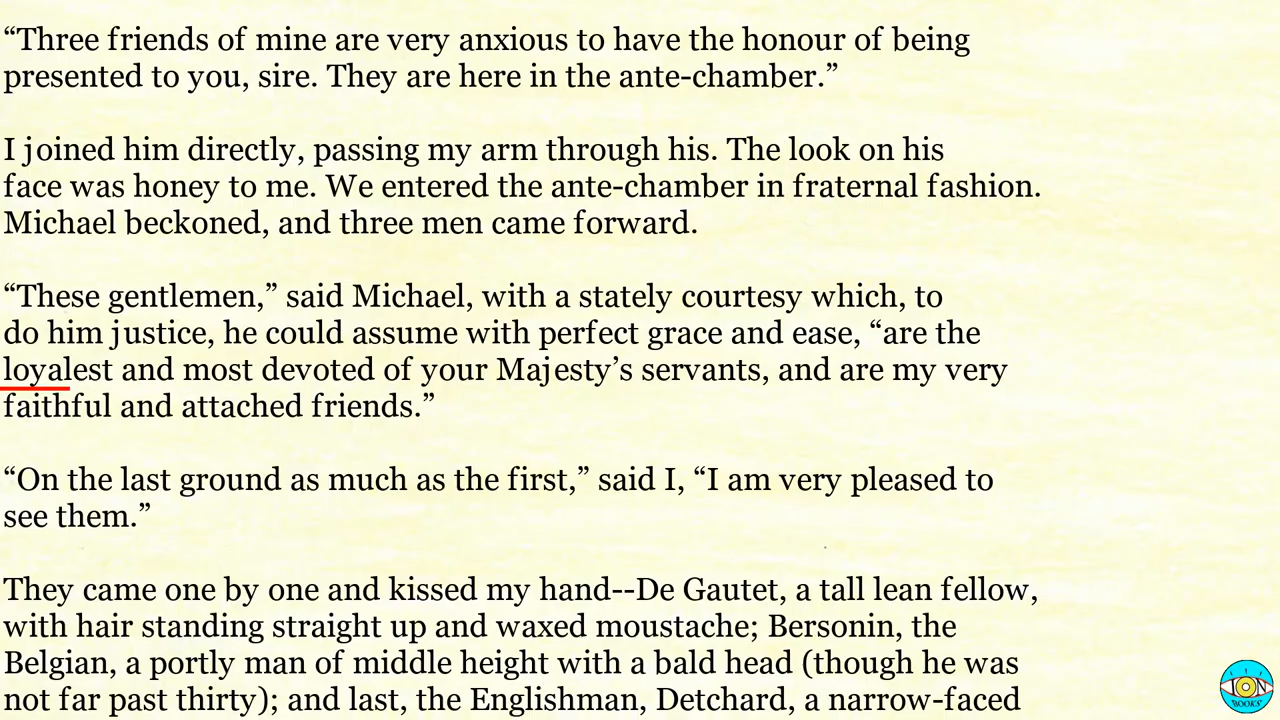 “Three friends of mine are very anxious to have the honour of being
presented to you, sire. They are here in the ante-chamber.”
I joined him directly, passing my arm through his. The look on his
face was honey to me. We entered the ante-chamber in fraternal fashion.
Michael beckoned, and three men came forward.
“These gentlemen,” said Michael, with a stately courtesy which, to
do him justice, he could assume with perfect grace and ease, “are the
loyalest and most devoted of your Majesty’s servants, and are my very
faithful and attached friends.”
“On the last ground as much as the first,” said I, “I am very pleased to
see them.”
They came one by one and kissed my hand--De Gautet, a tall lean fellow,
with hair standing straight up and waxed moustache; Bersonin, the
Belgian, a portly man of middle height with a bald head (though he was
not far past thirty); and last, the Englishman, Detchard, a narrow-faced
ION
BOOKS